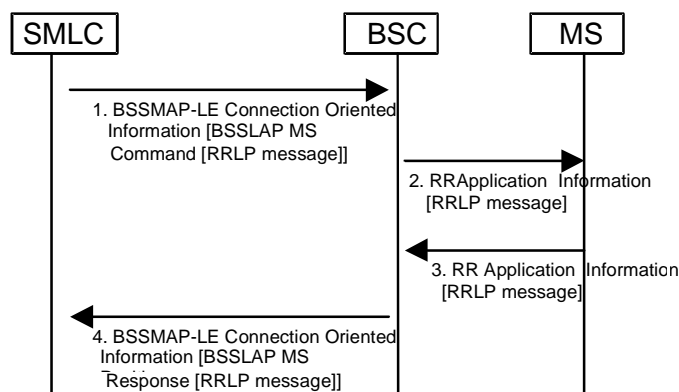 SMLC
BSC
MS
1. BSSMAP-LE Connection Oriented
Information [BSSLAP MS
Command [RRLP message]]
2. RRApplication Information
[RRLP message]
3. RR Application Information
[RRLP message]
4. BSSMAP-LE Connection Oriented
Information [BSSLAP MS
Response [RRLP message]]